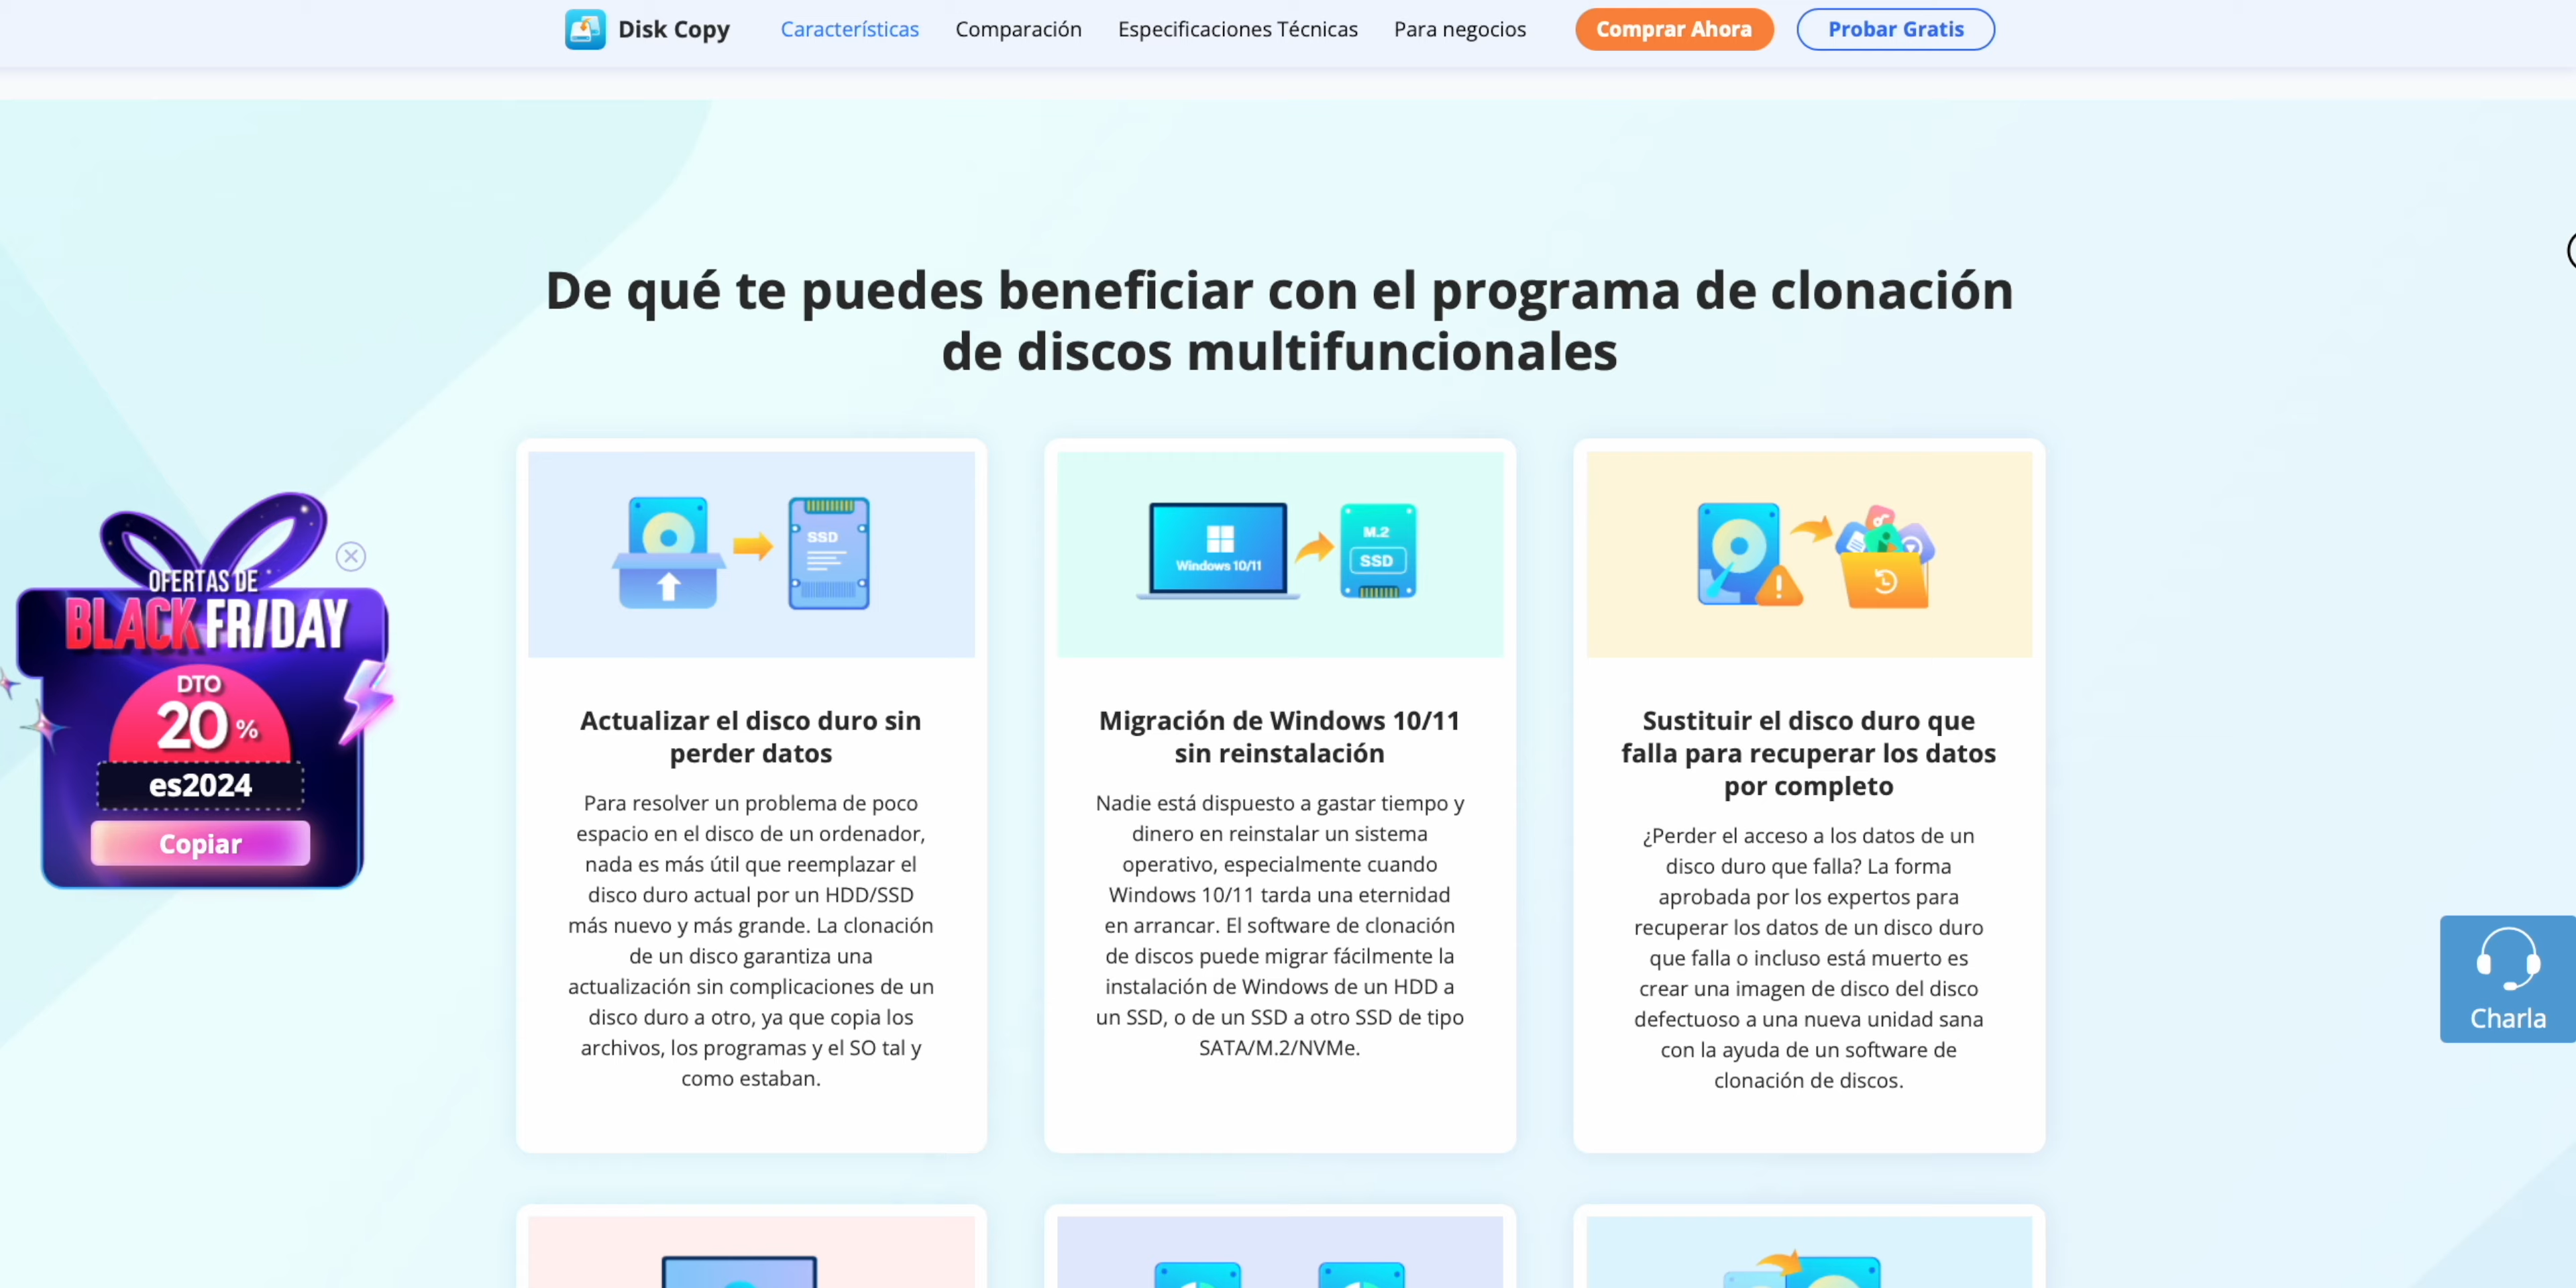 Disk Copy
Características
Comparación
Especificaciones Técnicas
Para negocios
Comprar Ahora
Probar Gratis
De qué te puedes beneficiar con el programa de clonación
de discos multifuncionales
OFERTAS DE
BLACK FRIDAY
DTO
20 %
es2024
Copiar
SSD
Actualizar el disco duro sin
perder datos
Para resolver un problema de poco
espacio en el disco de un ordenador,
nada es más útil que reemplazar el
disco duro actual por un HDD/SSD
más nuevo y más grande. La clonación
de un disco garantiza una
actualización sin complicaciones de un
disco duro a otro, ya que copia los
archivos, los programas y el SO tal y
como estaban.
Windows 10/11
M.2
SSD
Migración de Windows 10/11
sin reinstalación
Nadie está dispuesto a gastar tiempo y
dinero en reinstalar un sistema
operativo, especialmente cuando
Windows 10/11 tarda una eternidad
en arrancar. El software de clonación
de discos puede migrar fácilmente la
instalación de Windows de un HDD a
un SSD, o de un SSD a otro SSD de tipo
SATA/M.2/NVMe.
Sustituir el disco duro que
falla para recuperar los datos
por completo
¿Perder el acceso a los datos de un
disco duro que falla? La forma
aprobada por los expertos para
recuperar los datos de un disco duro
que falla o incluso está muerto es
crear una imagen de disco del disco
defectuoso a una nueva unidad sana
con la ayuda de un software de
clonación de discos.
Charla